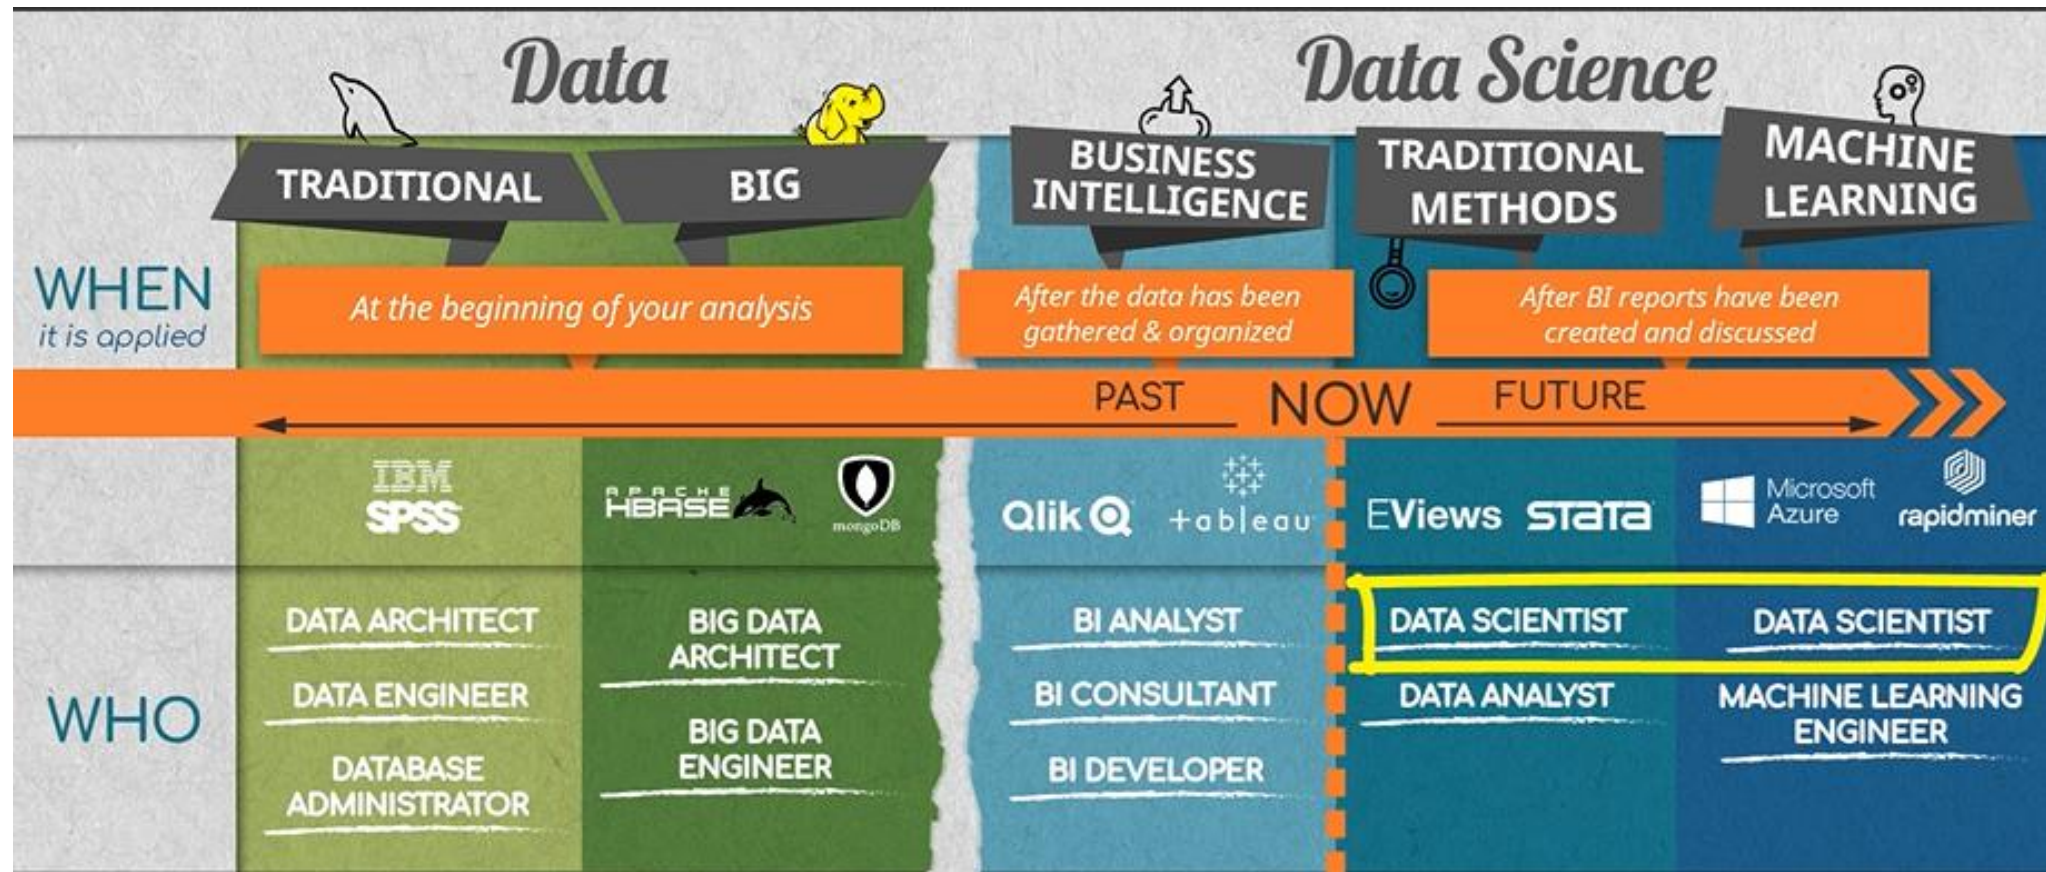 Data
Data Science
TRADITIONAL
BIG
BUSINESS
INTELLIGENCE
TRADITIONAL
METHODS
MACHINE
LEARNING
WHEN
it is applied
At the beginning of your analysis
After the data has been
gathered & organized
After BI reports have been
created and discussed
PAST
NOW
FUTURE
IBM
SPSS
APACHE
HBASE
mongoDB
Qlik
+ableau
EViews
STATA
Microsoft
Azure
rapidminer
WHO
DATA ARCHITECT
DATA ENGINEER
DATABASE
ADMINISTRATOR
BIG DATA
ARCHITECT
BIG DATA
ENGINEER
BI ANALYST
BI CONSULTANT
BI DEVELOPER
DATA SCIENTIST
DATA ANALYST
DATA SCIENTIST
MACHINE LEARNING
ENGINEER